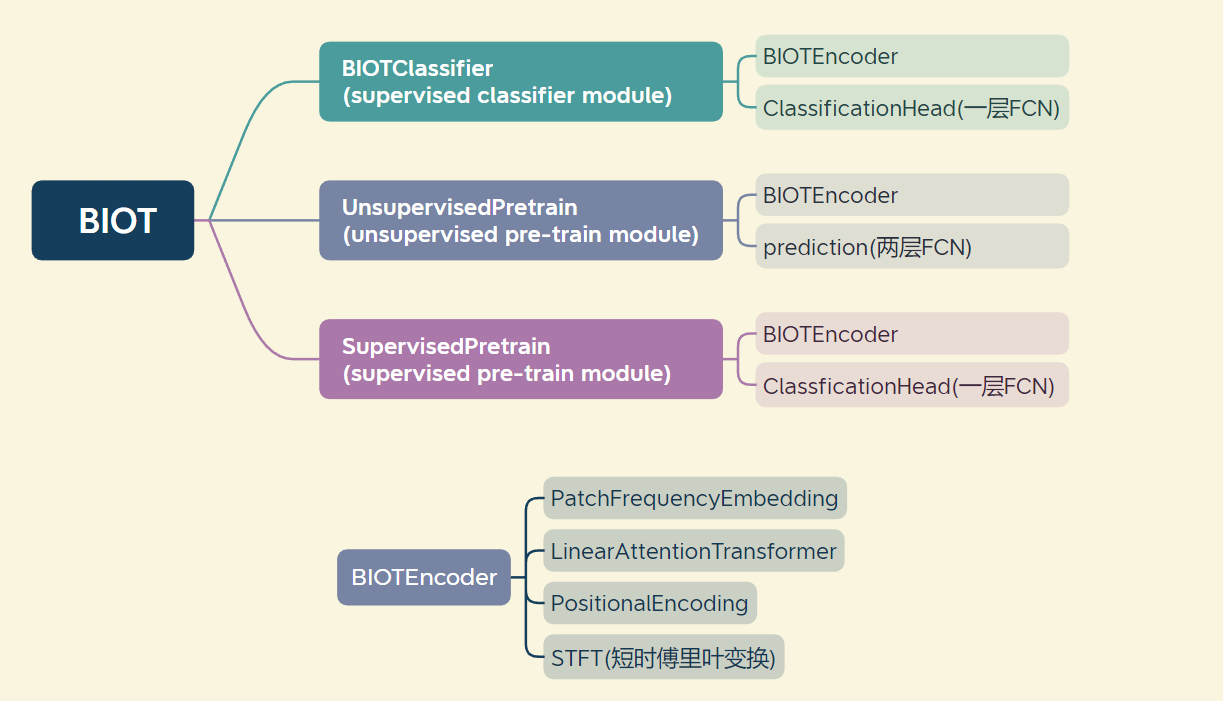 BIOT
BIOTClassifier
(supervised classifier module)
BIOTEncoder
ClassificationHead(一层FCN)
UnsupervisedPretrain
(unsupervised pre-train module)
BIOTEncoder
prediction(两层FCN)
SupervisedPretrain
(supervised pre-train module)
BIOTEncoder
ClassficationHead(一层FCN)
BIOTEncoder
PatchFrequencyEmbedding
LinearAttentionTransformer
PositionalEncoding
STFT(短时傅里叶变换)